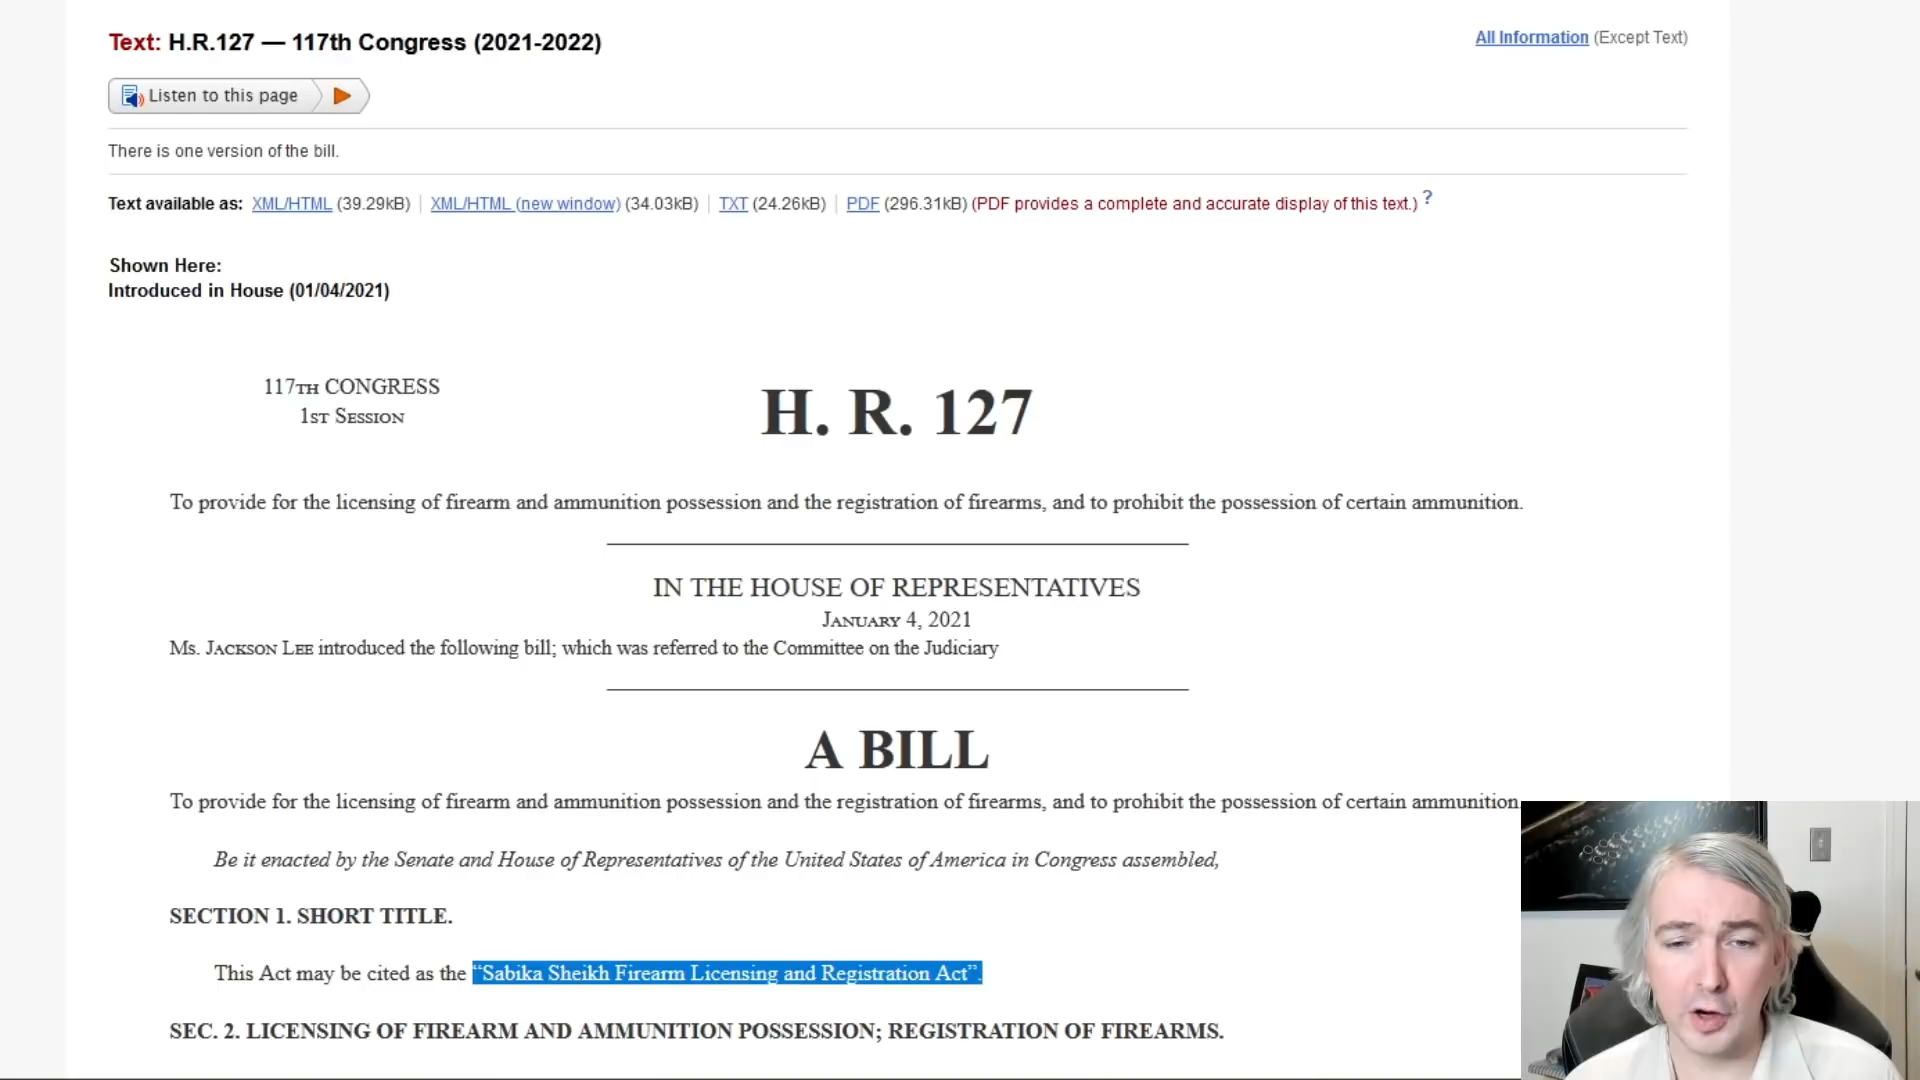 Text: H.R.127 — 117th Congress (2021-2022)
All Information (Except Text)
Listen to this page
There is one version of the bill.
Text available as: XML/HTML (39.29kB) | XML/HTML (new window) (34.03kB) | TXT (24.26kB) | PDF (296.31kB) (PDF provides a complete and accurate display of this text.) ?
Shown Here:
Introduced in House (01/04/2021)
117TH CONGRESS
1ST SESSION
H. R. 127
To provide for the licensing of firearm and ammunition possession and the registration of firearms, and to prohibit the possession of certain ammunition.
IN THE HOUSE OF REPRESENTATIVES
JANUARY 4, 2021
Ms. JACKSON LEE introduced the following bill; which was referred to the Committee on the Judiciary
A BILL
To provide for the licensing of firearm and ammunition possession and the registration of firearms, and to prohibit the possession of certain ammunition.
Be it enacted by the Senate and House of Representatives of the United States of America in Congress assembled,
SECTION 1. SHORT TITLE.
This Act may be cited as the “Sabika Sheikh Firearm Licensing and Registration Act”.
SEC. 2. LICENSING OF FIREARM AND AMMUNITION POSSESSION; REGISTRATION OF FIREARMS.